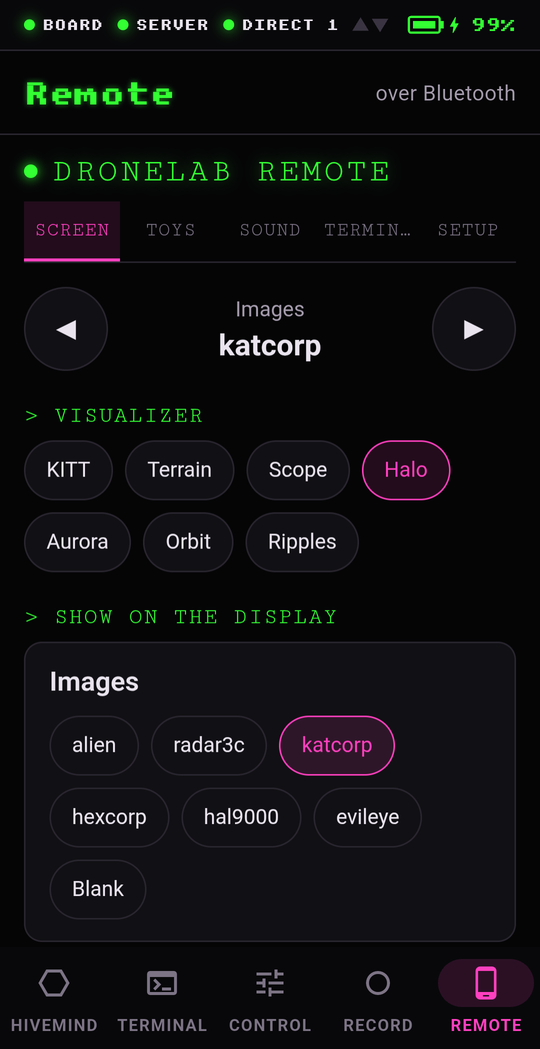 BOARD SERVER DIRECT 1 99%
Remote over Bluetooth
DRONELAB REMOTE
SCREEN TOYS SOUND TERMIN… SETUP
Images
katcorp
> VISUALIZER
KITT Terrain Scope Halo
Aurora Orbit Ripples
> SHOW ON THE DISPLAY
Images
alien radar3c katcorp
hexcorp hal9000 evileye
Blank
HIVEMIND TERMINAL CONTROL RECORD REMOTE